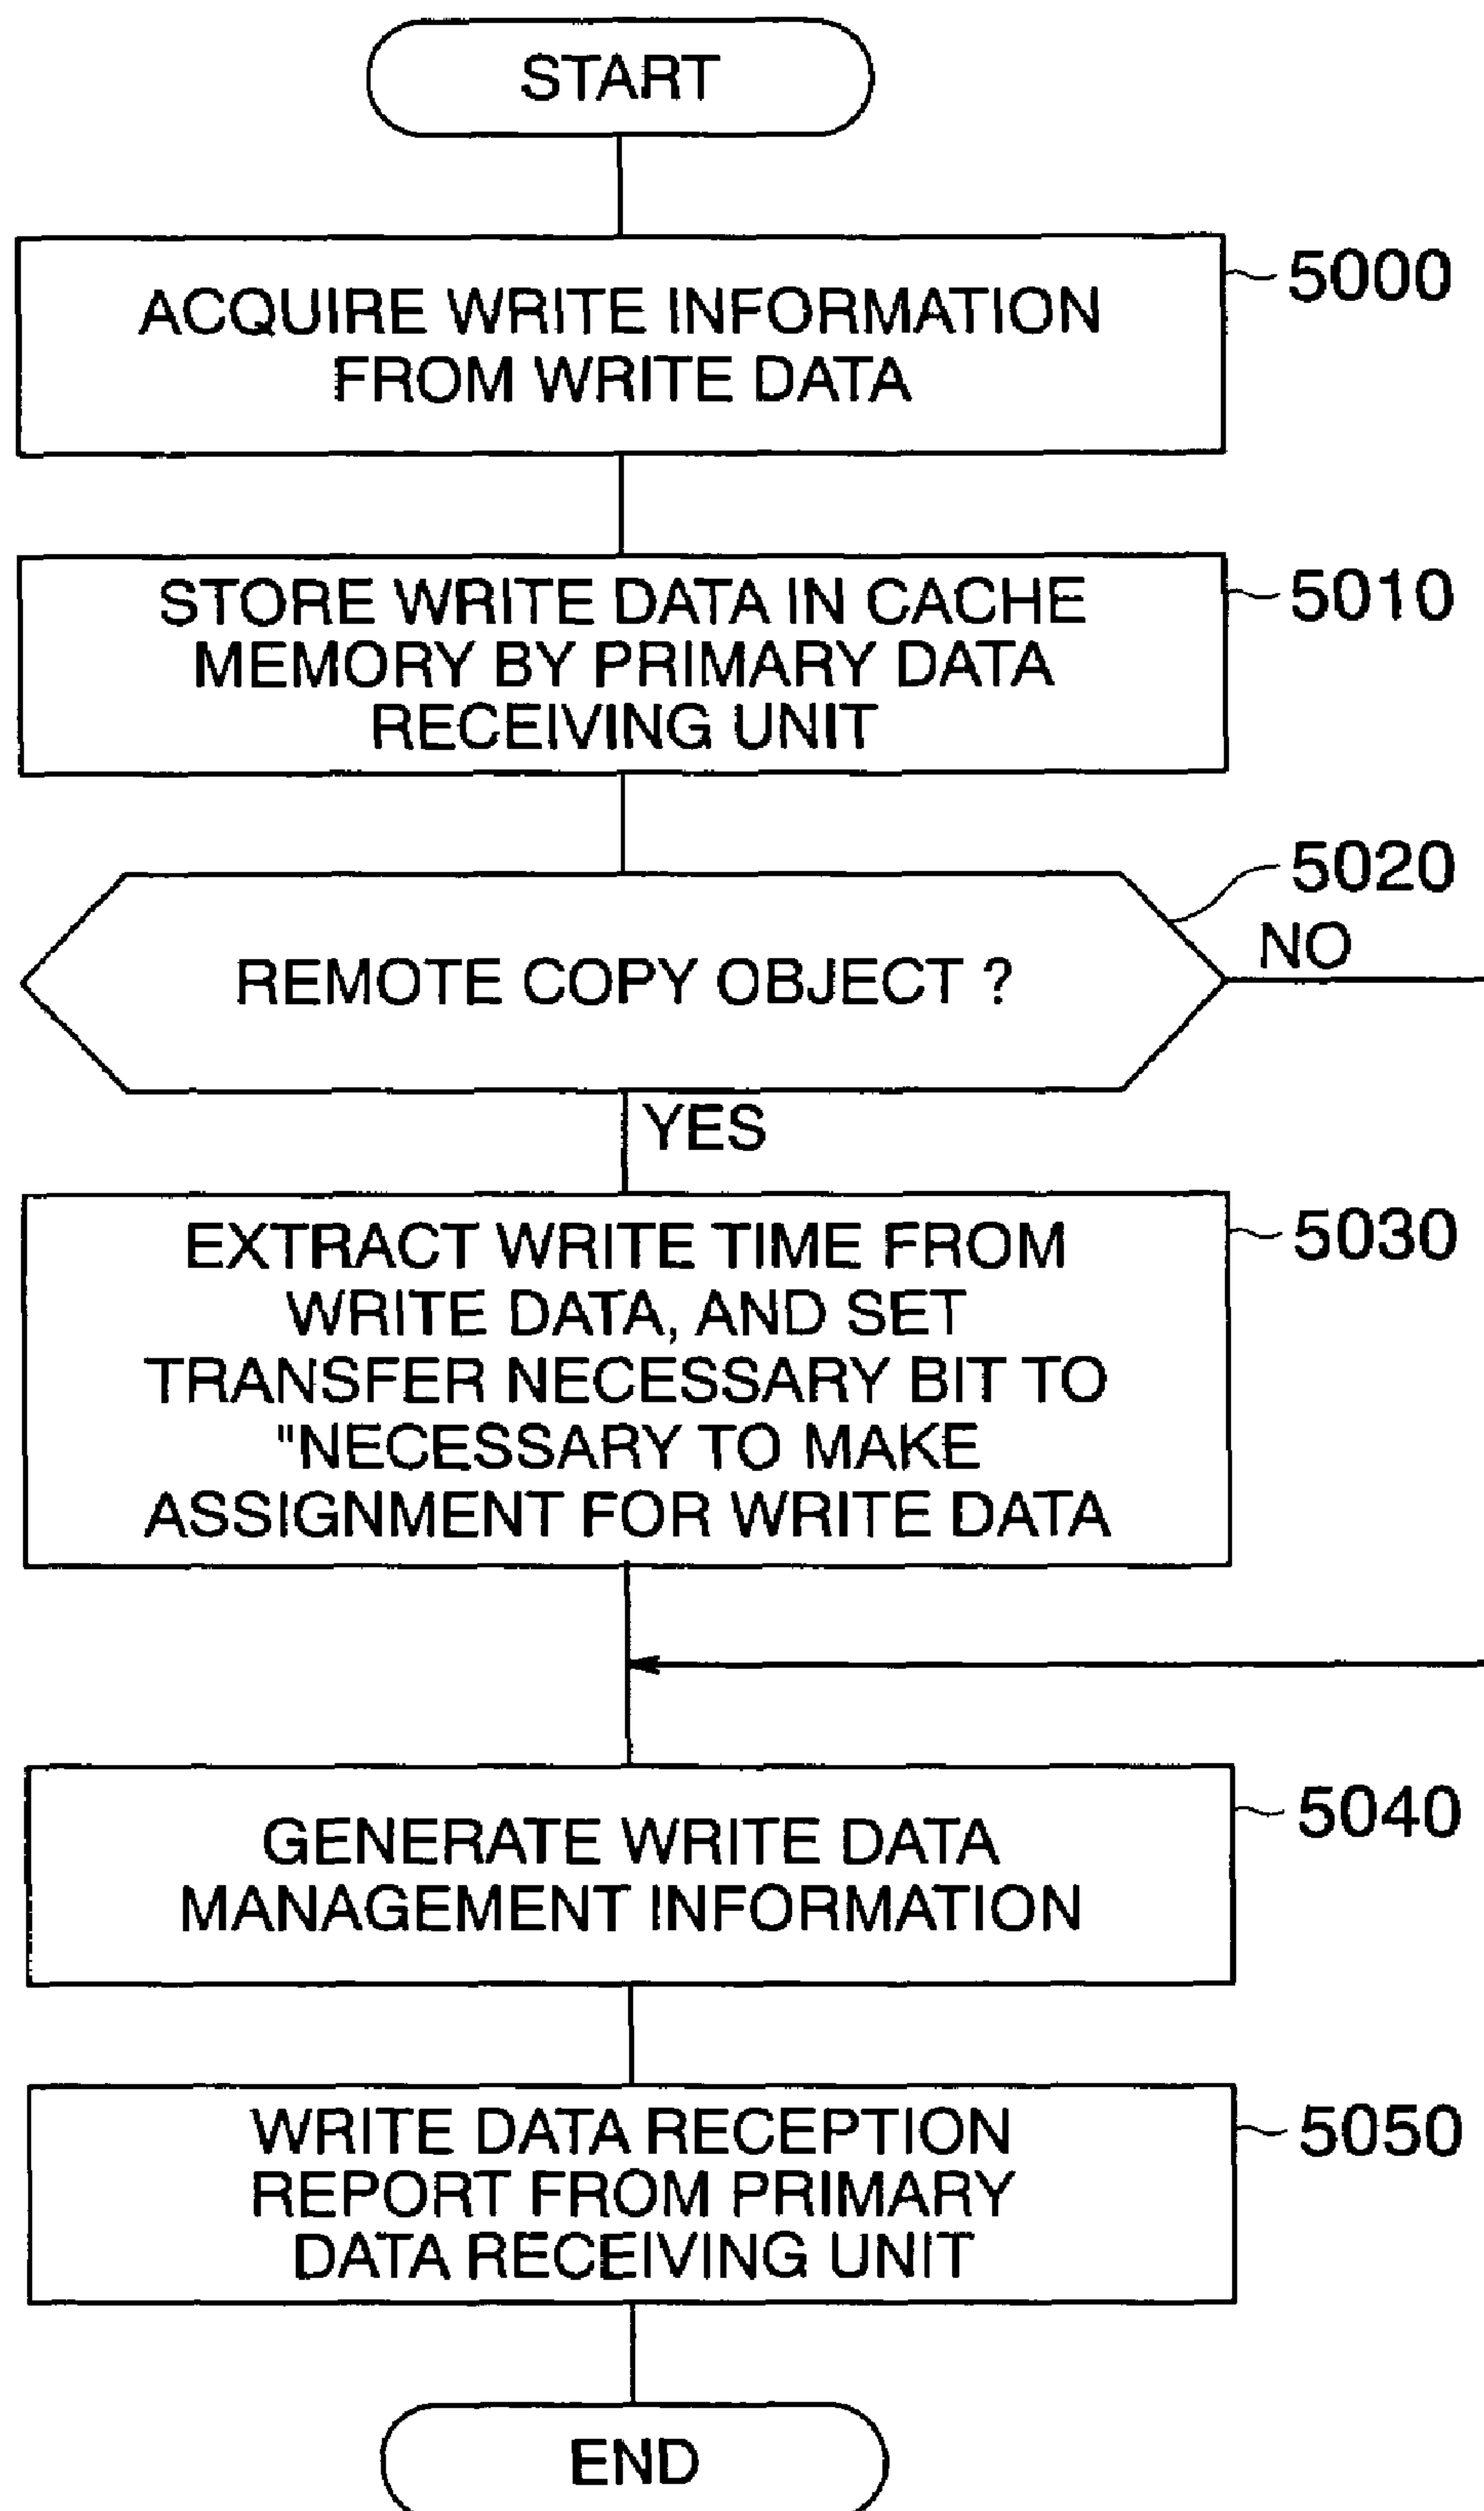 START
5000
ACQUIRE WRITE INFORMATION
FROM WRITE DATA
5010
STORE WRITE DATA IN CACHE
MEMORY BY PRIMARY DATA
RECEIVING UNIT
5020
NO
REMOTE COPY OBJECT ?
YES
5030
EXTRACT WRITE TIME FROM
WRITE DATA, AND SET
TRANSFER NECESSARY BIT TO
"NECESSARY TO MAKE
ASSIGNMENT FOR WRITE DATA
5040
GENERATE WRITE DATA
MANAGEMENT INFORMATION
5050
WRITE DATA RECEPTION
REPORT FROM PRIMARY
DATA RECEIVING UNIT
END